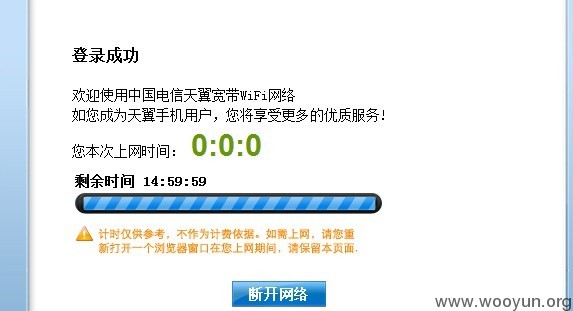 登录成功
欢迎使用中国电信天翼宽带WiFi网络
如您成为天翼手机用户，您将享受更多的优质服务！
您本次上网时间： 0:0:0
剩余时间 14:59:59
计时仅供参考，不作为计费依据。如需上网，请您重
新打开一个浏览器窗口在您上网期间，请保留本页面.
断开网络
www.wooyun.org